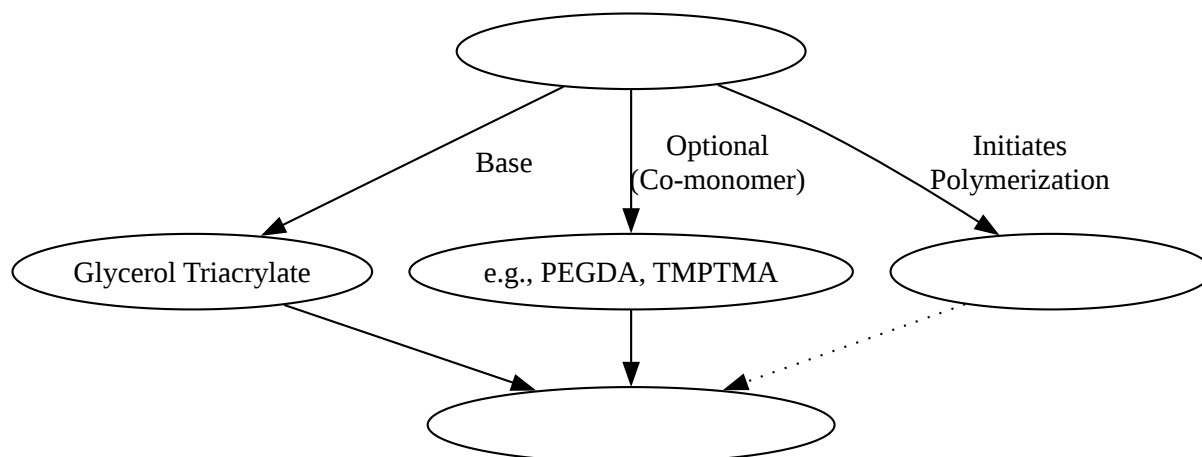 Base
Optional
(Co-monomer)
Initiates
Polymerization
Glycerol Triacrylate
e.g., PEGDA, TMPTMA